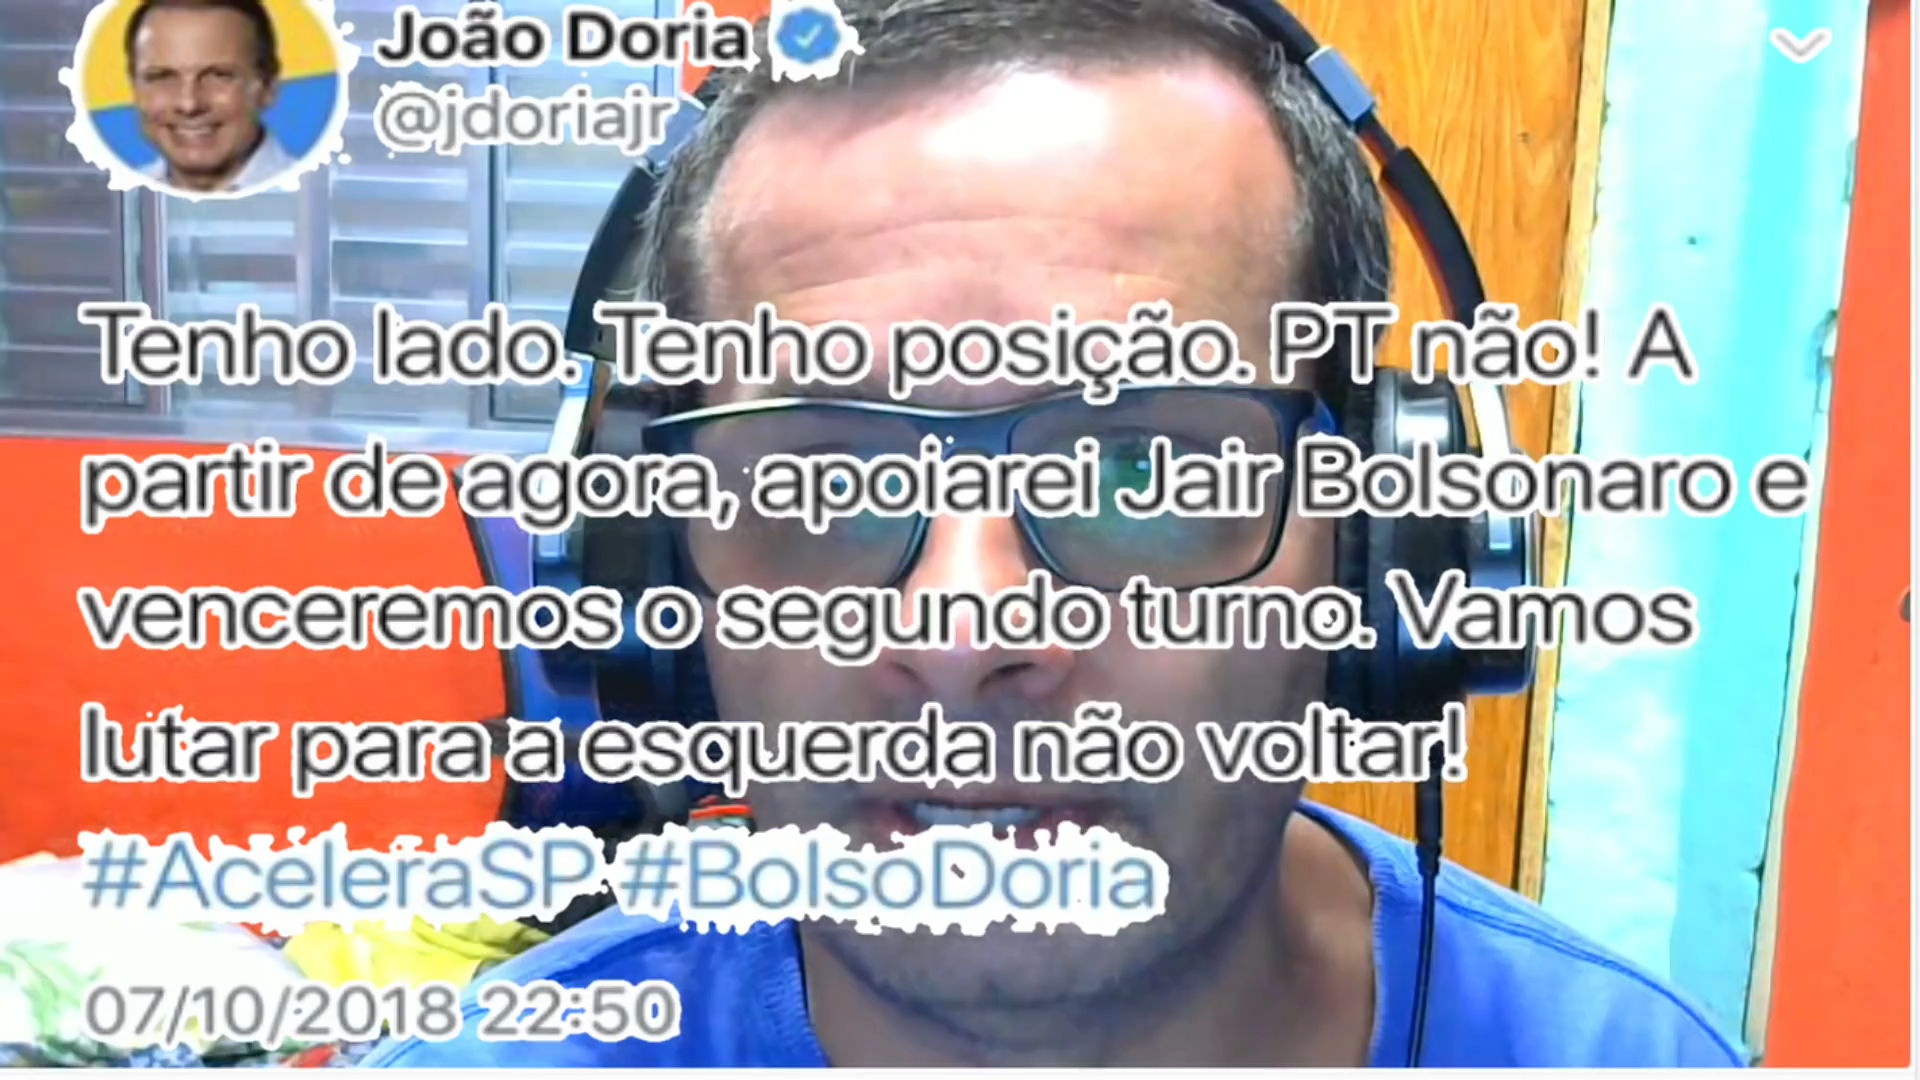 João Doria
@jdoriajr
Tenho lado. Tenho posição. PT não! A
partir de agora, apoiarei Jair Bolsonaro e
venceremos o segundo turno. Vamos
lutar para a esquerda não voltar!
#AceleraSP #BolsoDoria
07/10/2018 22:50